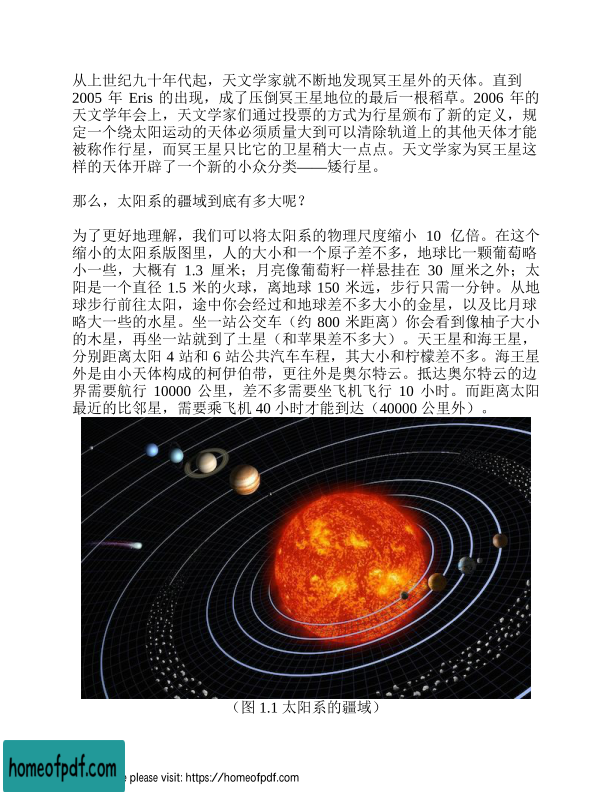 从上世纪九十年代起，天文学家就不断地发现冥王星外的天体。直到
2005 年 Eris 的出现，成了压倒冥王星地位的最后一根稻草。2006 年的
天文学年会上，天文学家们通过投票的方式为行星颁布了新的定义，规
定一个绕太阳运动的天体必须质量大到可以清除轨道上的其他天体才能
被称作行星，而冥王星只比它的卫星稍大一点点。天文学家为冥王星这
样的天体开辟了一个新的小众分类——矮行星。
那么，太阳系的疆域到底有多大呢？
为了更好地理解，我们可以将太阳系的物理尺度缩小 10 亿倍。在这个
缩小的太阳系版图里，人的大小和一个原子差不多，地球比一颗葡萄略
小一些，大概有 1.3 厘米；月亮像葡萄籽一样悬挂在 30 厘米之外；太
阳是一个直径 1.5 米的火球，离地球 150 米远，步行只需一分钟。从地
球步行前往太阳，途中你会经过和地球差不多大小的金星，以及比月球
略大一些的水星。坐一站公交车（约 800 米距离）你会看到像柚子大小
的木星，再坐一站就到了土星（和苹果差不多大）。天王星和海王星，
分别距离太阳 4 站和 6 站公共汽车车程，其大小和柠檬差不多。海王星
外是由小天体构成的柯伊伯带，更往外是奥尔特云。抵达奥尔特云的边
界需要航行 10000 公里，差不多需要坐飞机飞行 10 小时。而距离太阳
最近的比邻星，需要乘飞机 40 小时才能到达（40000 公里外）。
（图 1.1 太阳系的疆域）
homeofpdf.com
e please visit: https://homeofpdf.com